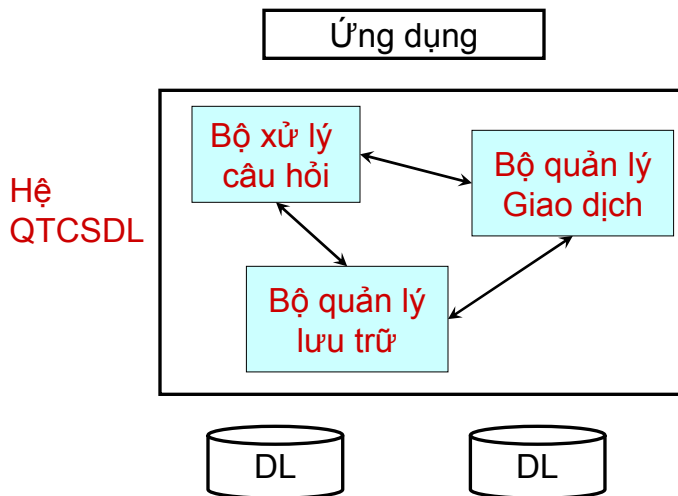 Ứng dụng
Bộ xử lý
câu hỏi
Bộ quản lý
Giao dịch
Hệ
QTCSDL
Bộ quản lý
lưu trữ
DL
DL